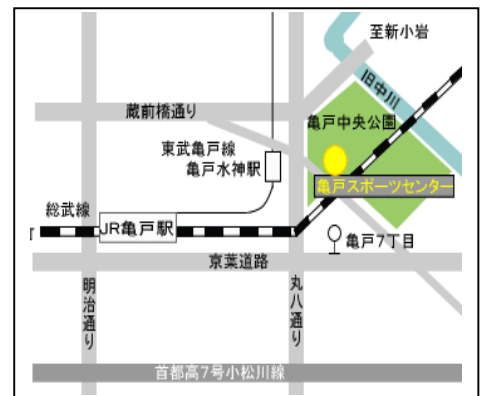 至新小岩
旧中川
蔵前橋通り
亀戸中央公園
東武亀戸線
亀戸水神駅
亀戸スポーツセンター
総武線
JR亀戸駅
亀戸7丁目
京葉道路
明治通り
丸八通り
首都高7号小松川線